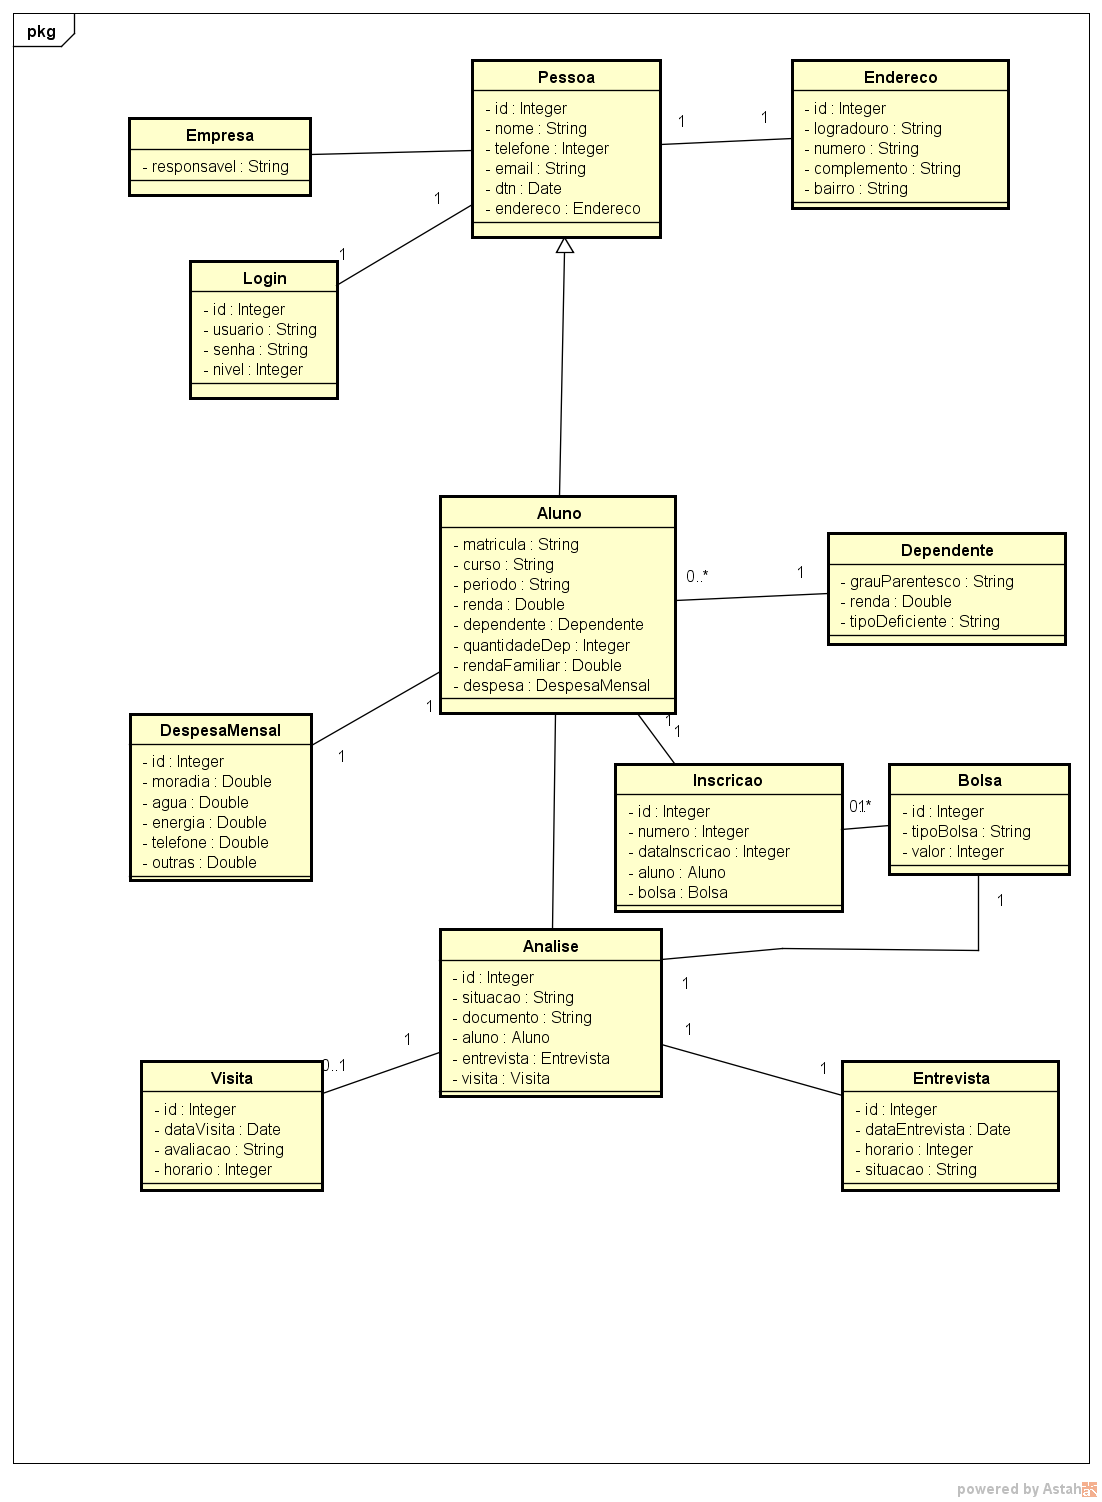 pkg
Pessoa
- id : Integer
- nome : String
- telefone : Integer
- email : String
- dtn : Date
- endereco : Endereco
1
1
Endereco
- id : Integer
- logradouro : String
- numero : String
- complemento : String
- bairro : String
Empresa
- responsavel : String
1
1
Login
- id : Integer
- usuario : String
- senha : String
- nivel : Integer
Aluno
- matricula : String
- curso : String
- periodo : String
- renda : Double
- dependente : Dependente
- quantidadeDep : Integer
- rendaFamiliar : Double
- despesa : DespesaMensal
0..*
1
Dependente
- grauParentesco : String
- renda : Double
- tipoDeficiente : String
1
1
DespesaMensal
- id : Integer
- moradia : Double
- agua : Double
- energia : Double
- telefone : Double
- outras : Double
1
1
Inscricao
- id : Integer
- numero : Integer
- dataInscricao : Integer
- aluno : Aluno
- bolsa : Bolsa
Bolsa
- id : Integer
- tipoBolsa : String
- valor : Integer
1
1
Analise
- id : Integer
- situacao : String
- documento : String
- aluno : Aluno
- entrevista : Entrevista
- visita : Visita
1
0..1
Visita
- id : Integer
- dataVisita : Date
- avaliacao : String
- horario : Integer
1
1
Entrevista
- id : Integer
- dataEntrevista : Date
- horario : Integer
- situacao : String
powered by Astah